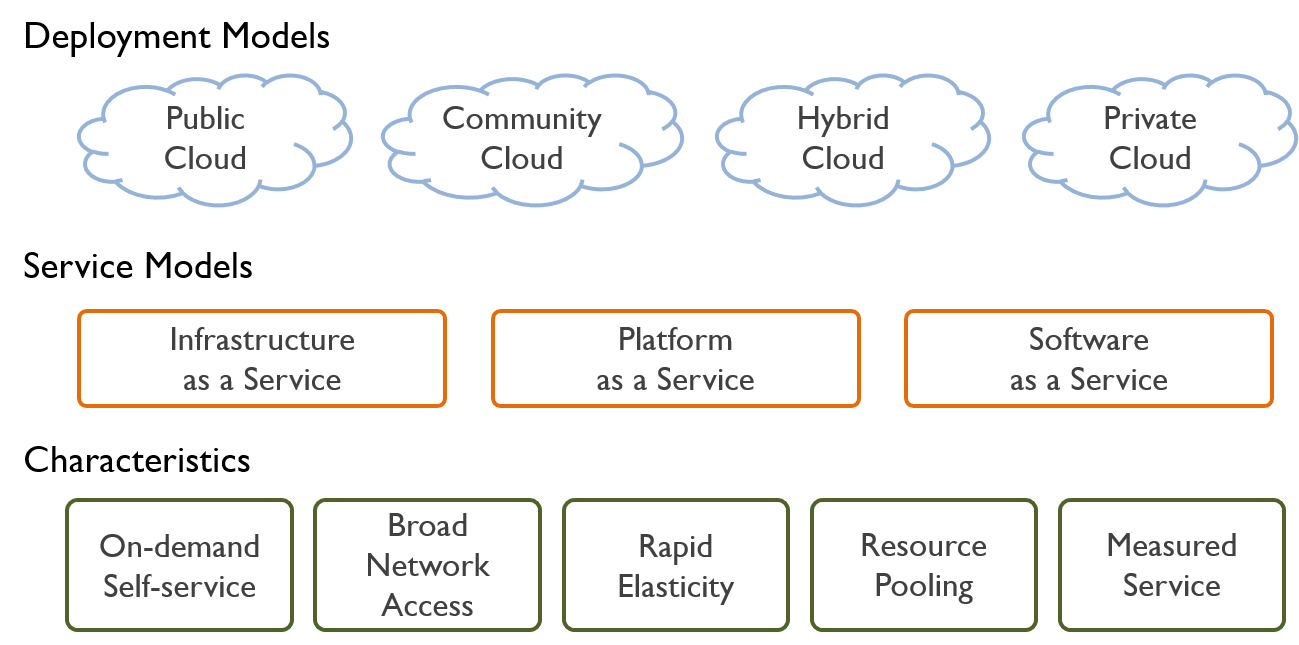 Deployment Models
Public
Cloud
Community
Cloud
Hybrid
Cloud
Private
Cloud
Service Models
Infrastructure
as a Service
Platform
as a Service
Software
as a Service
Characteristics
On-demand
Self-service
Broad
Network
Access
Rapid
Elasticity
Resource
Pooling
Measured
Service